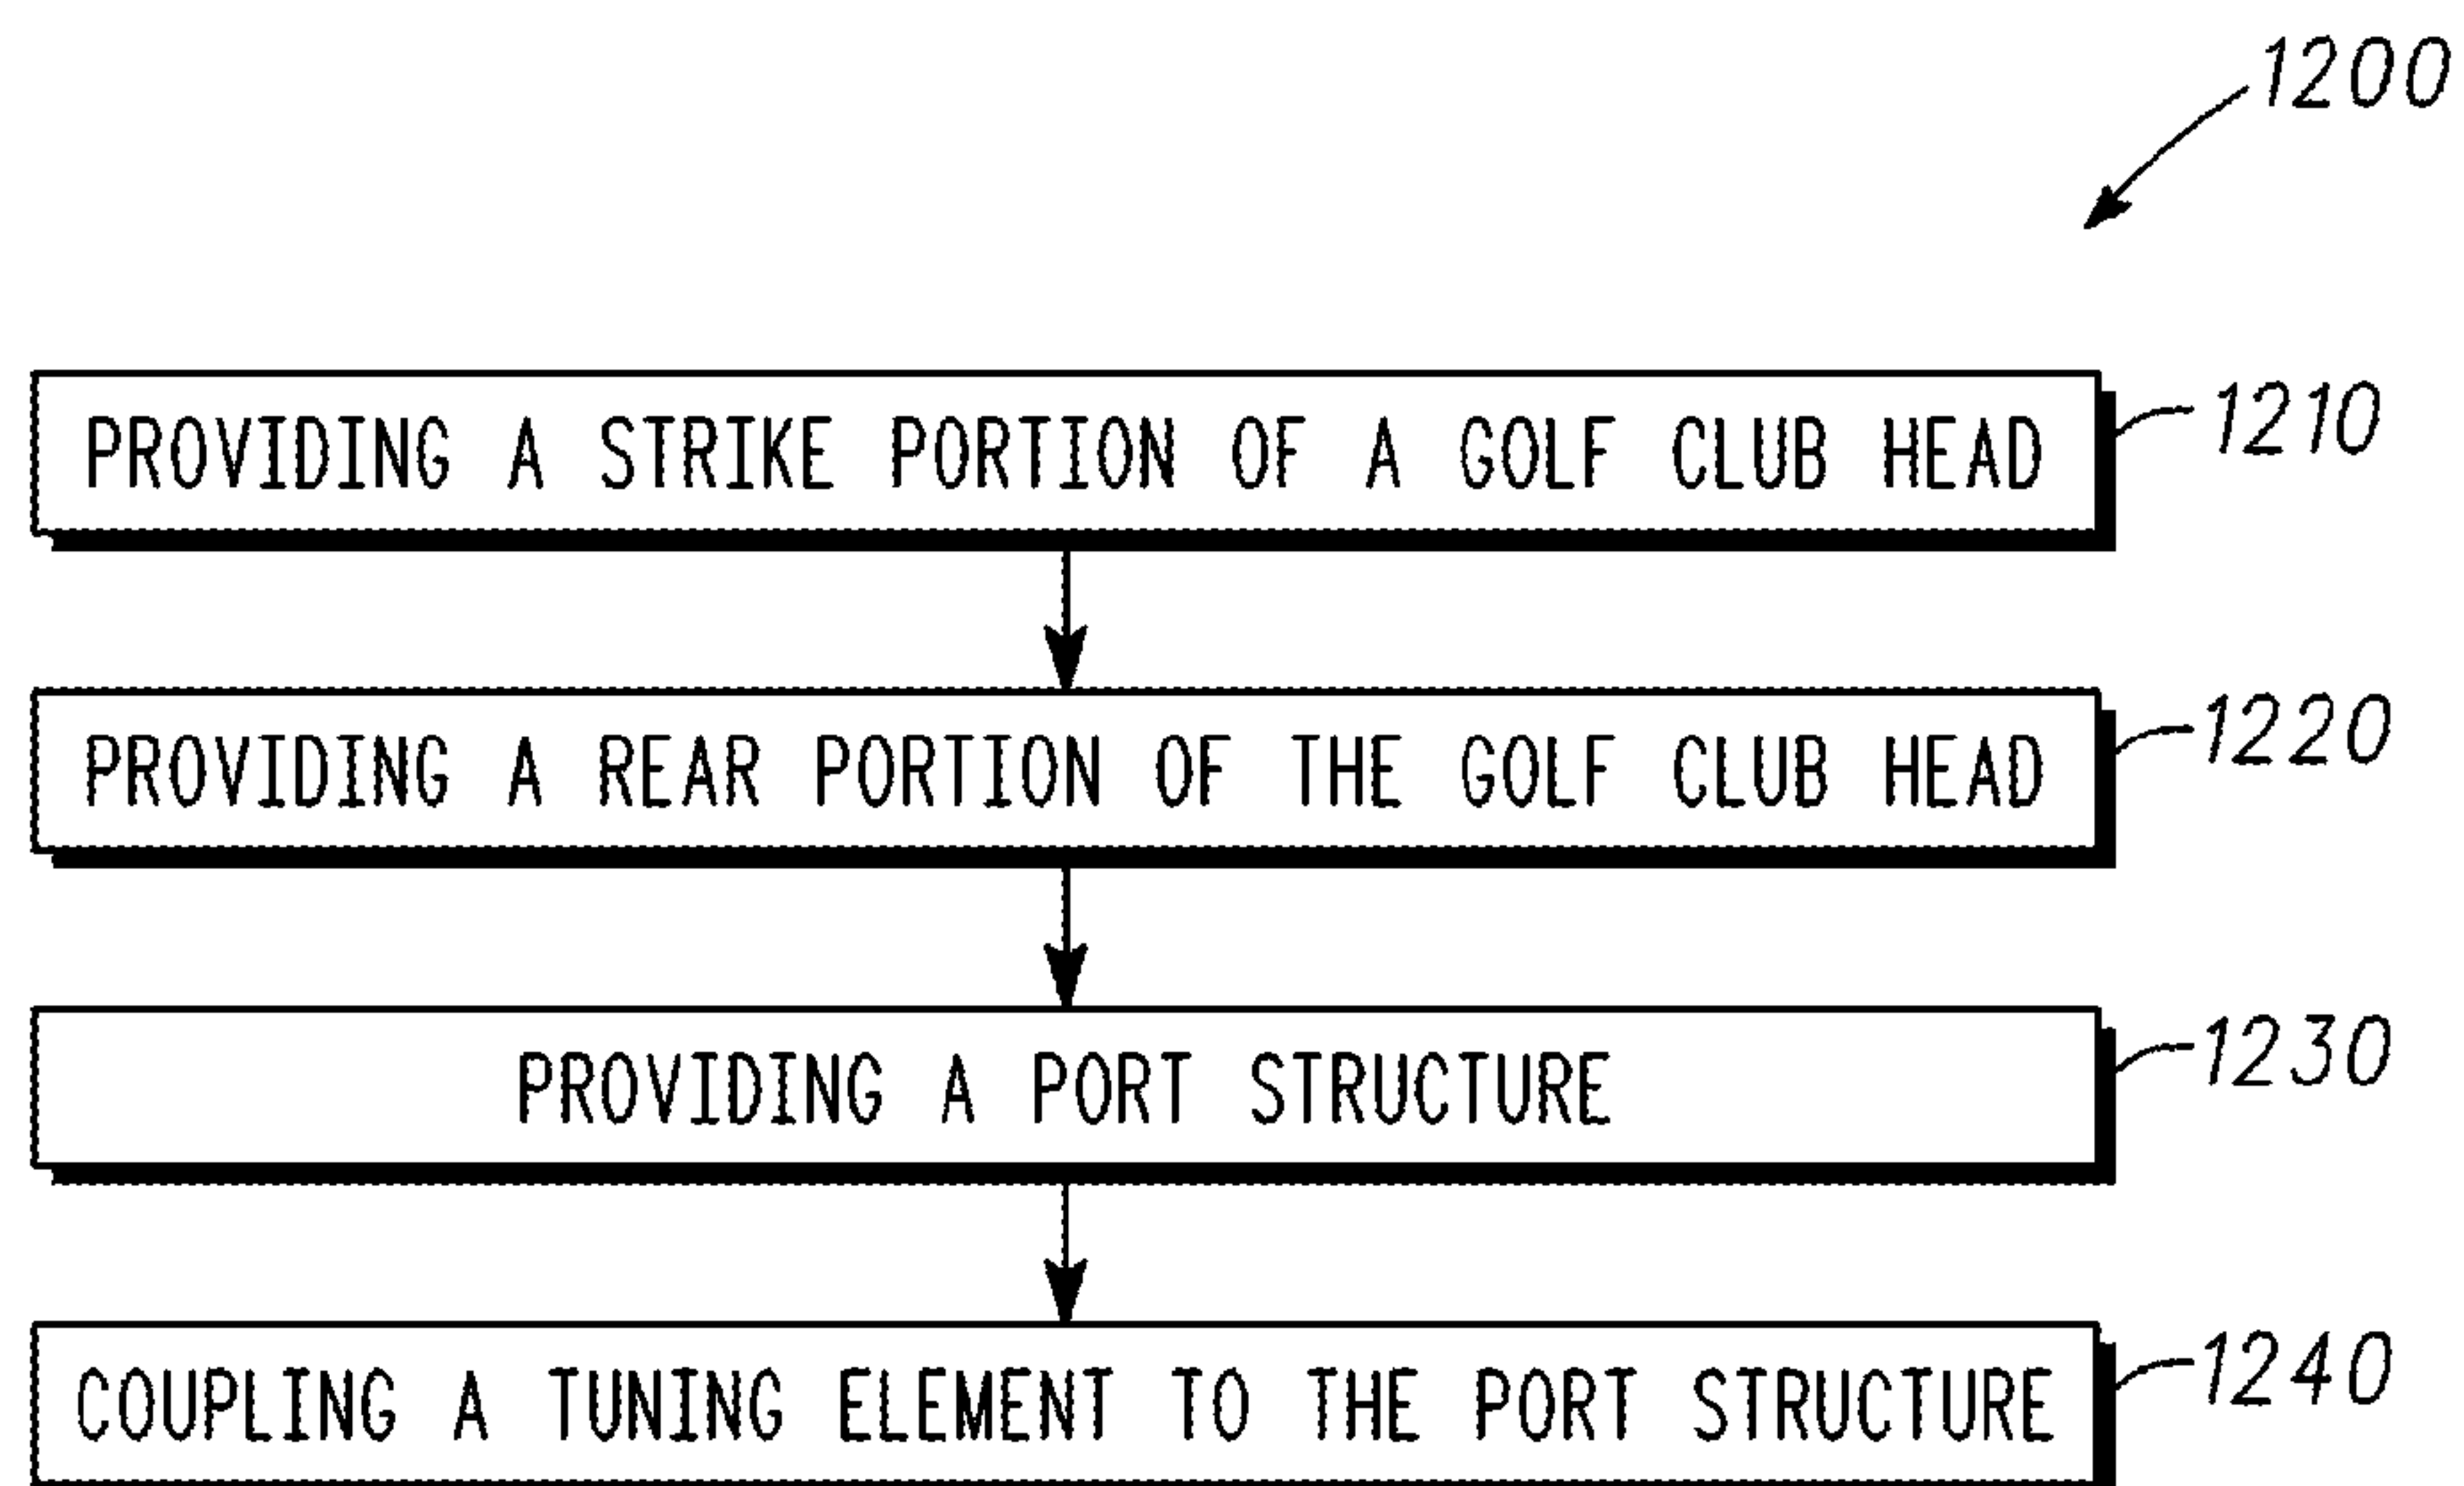 1200
PROVIDING A STRIKE PORTION OF A GOLF CLUB HEAD 1210
PROVIDING A REAR PORTION OF THE GOLF CLUB HEAD 1220
PROVIDING A PORT STRUCTURE 1230
COUPLING A TUNING ELEMENT TO THE PORT STRUCTURE 1240